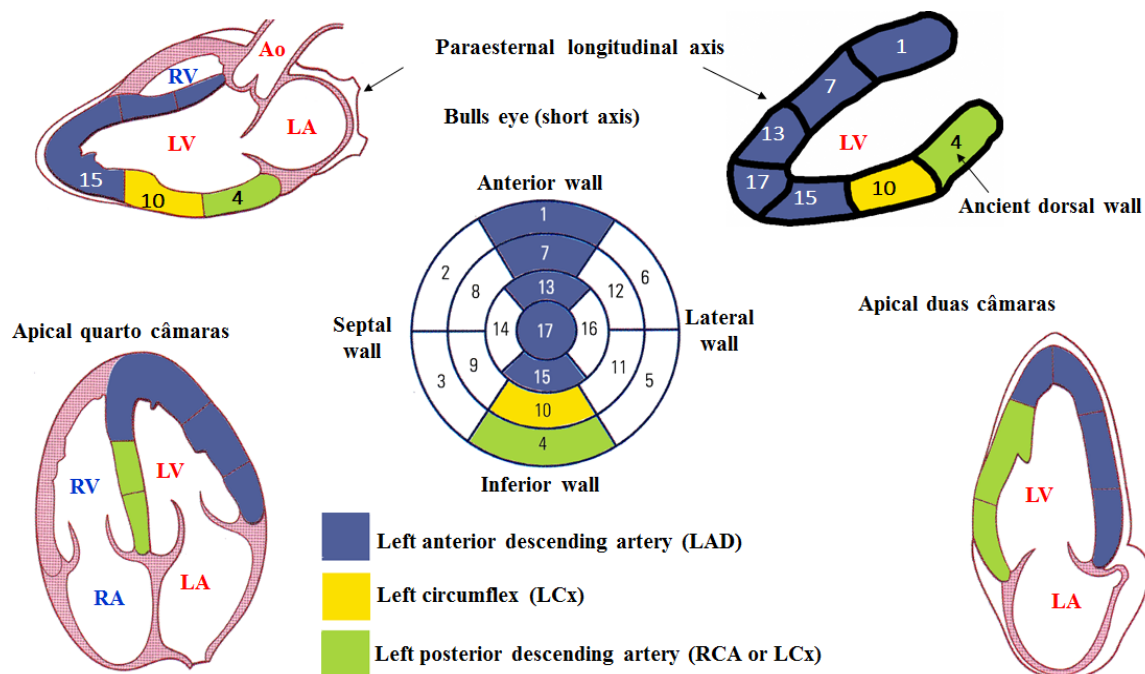 Ao
RV
LV
LA
15
10
4
Paraesternal longitudinal axis
Bulls eye (short axis)
1
7
13
17
15
10
4
LV
Ancient dorsal wall
Anterior wall
1
2
7
6
8
13
12
Septal
wall
14
17
16
Lateral
wall
9
15
11
3
10
5
4
Inferior wall
Apical quarto câmaras
RV
LV
RA
LA
Apical duas câmaras
LV
LA
Left anterior descending artery (LAD)
Left circumflex (LCx)
Left posterior descending artery (RCA or LCx)